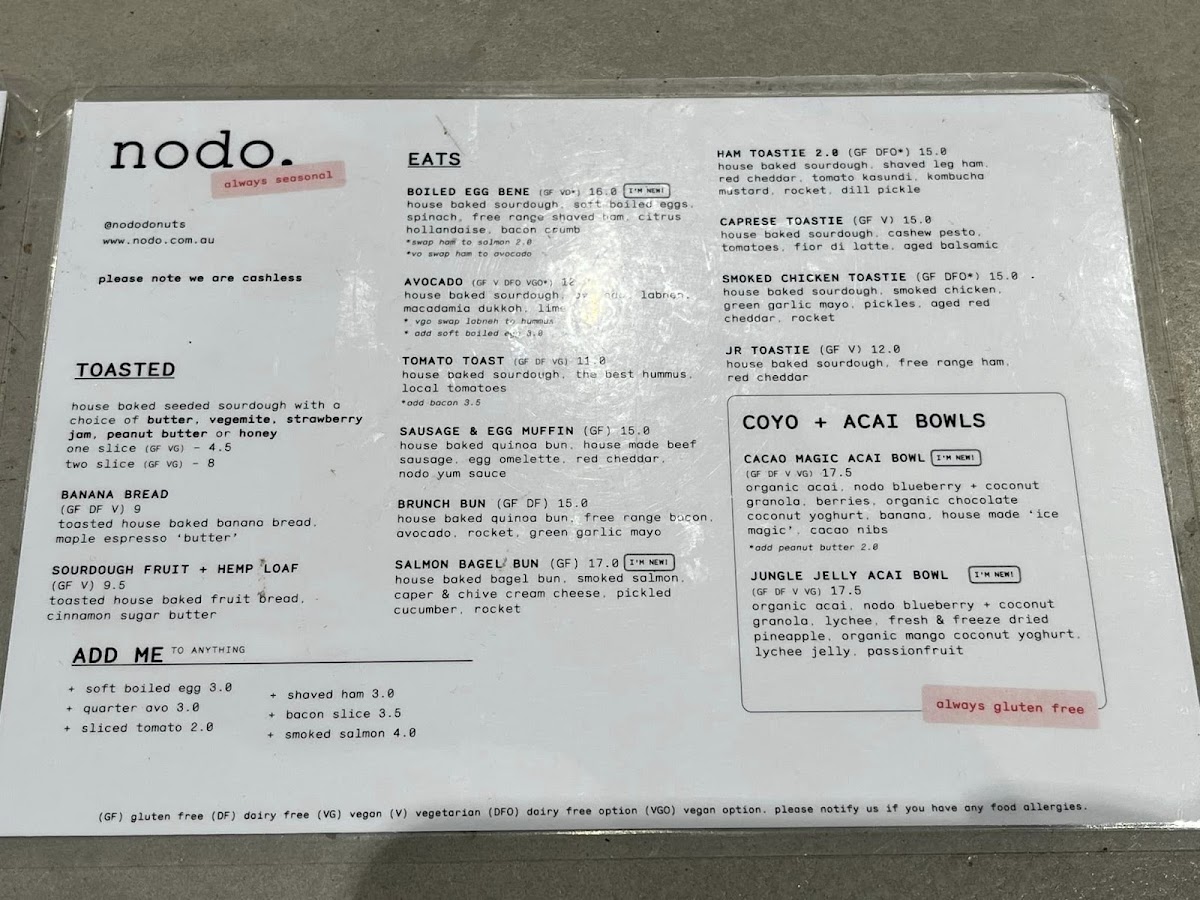 nodo.
always seasonal
@nododonuts
www.nodo.com.au
please note we are cashless
TOASTED
house baked seeded sourdough with a
choice of butter, vegemite, strawberry
jam, peanut butter or honey
one slice (GF VG) - 4.5
two slice (GF VG) - 8
BANANA BREAD
(GF DF V) 9
toasted house baked banana bread,
maple espresso 'butter'
SOURDOUGH FRUIT + HEMP LOAF
(GF V) 9.5
toasted house baked fruit bread,
cinnamon sugar butter
ADD ME TO ANYTHING
+ soft boiled egg 3.0
+ quarter avo 3.0
+ sliced tomato 2.0
+ shaved ham 3.0
+ bacon slice 3.5
+ smoked salmon 4.0
EATS
BOILED EGG BENE (GF VO*) 16.0 I'M NEW!
house baked sourdough, soft boiled eggs,
spinach, free range shaved ham, citrus
hollandaise, bacon crumb
*swap ham to salmon 2.0
*vo swap ham to avocado
AVOCADO (GF V DFO VGO*)
house baked sourdough, labneh,
macadamia dukkah, lime
* vgo swap labneh to hummus
* add soft boiled egg 3.0
TOMATO TOAST (GF DF VG) 11.0
house baked sourdough, the best hummus,
local tomatoes
*add bacon 3.5
SAUSAGE & EGG MUFFIN (GF) 15.0
house baked quinoa bun, house made beef
sausage, egg omelette, red cheddar,
nodo yum sauce
BRUNCH BUN (GF DF) 15.0
house baked quinoa bun, free range bacon,
avocado, rocket, green garlic mayo
SALMON BAGEL BUN (GF) 17.0 I'M NEW!
house baked bagel bun, smoked salmon,
caper & chive cream cheese, pickled
cucumber, rocket
HAM TOASTIE 2.0 (GF DFO*) 15.0
house baked sourdough, shaved leg ham,
red cheddar, tomato kasundi, kombucha
mustard, rocket, dill pickle
CAPRESE TOASTIE (GF V) 15.0
house baked sourdough, cashew pesto,
tomatoes, fior di latte, aged balsamic
SMOKED CHICKEN TOASTIE (GF DFO*) 15.0
house baked sourdough, smoked chicken,
green garlic mayo, pickles, aged red
cheddar, rocket
JR TOASTIE (GF V) 12.0
house baked sourdough, free range ham,
red cheddar
COYO + ACAI BOWLS
CACAO MAGIC ACAI BOWL I'M NEW!
(GF DF V VG) 17.5
organic acai, nodo blueberry + coconut
granola, berries, organic chocolate
coconut yoghurt, banana, house made 'ice
magic', cacao nibs
*add peanut butter 2.0
JUNGLE JELLY ACAI BOWL I'M NEW!
(GF DF V VG) 17.5
organic acai, nodo blueberry + coconut
granola, lychee, fresh & freeze dried
pineapple, organic mango coconut yoghurt,
lychee jelly, passionfruit
always gluten free
(GF) gluten free (DF) dairy free (VG) vegan (V) vegetarian (DFO) dairy free option (VGO) vegan option. please notify us if you have any food allergies.